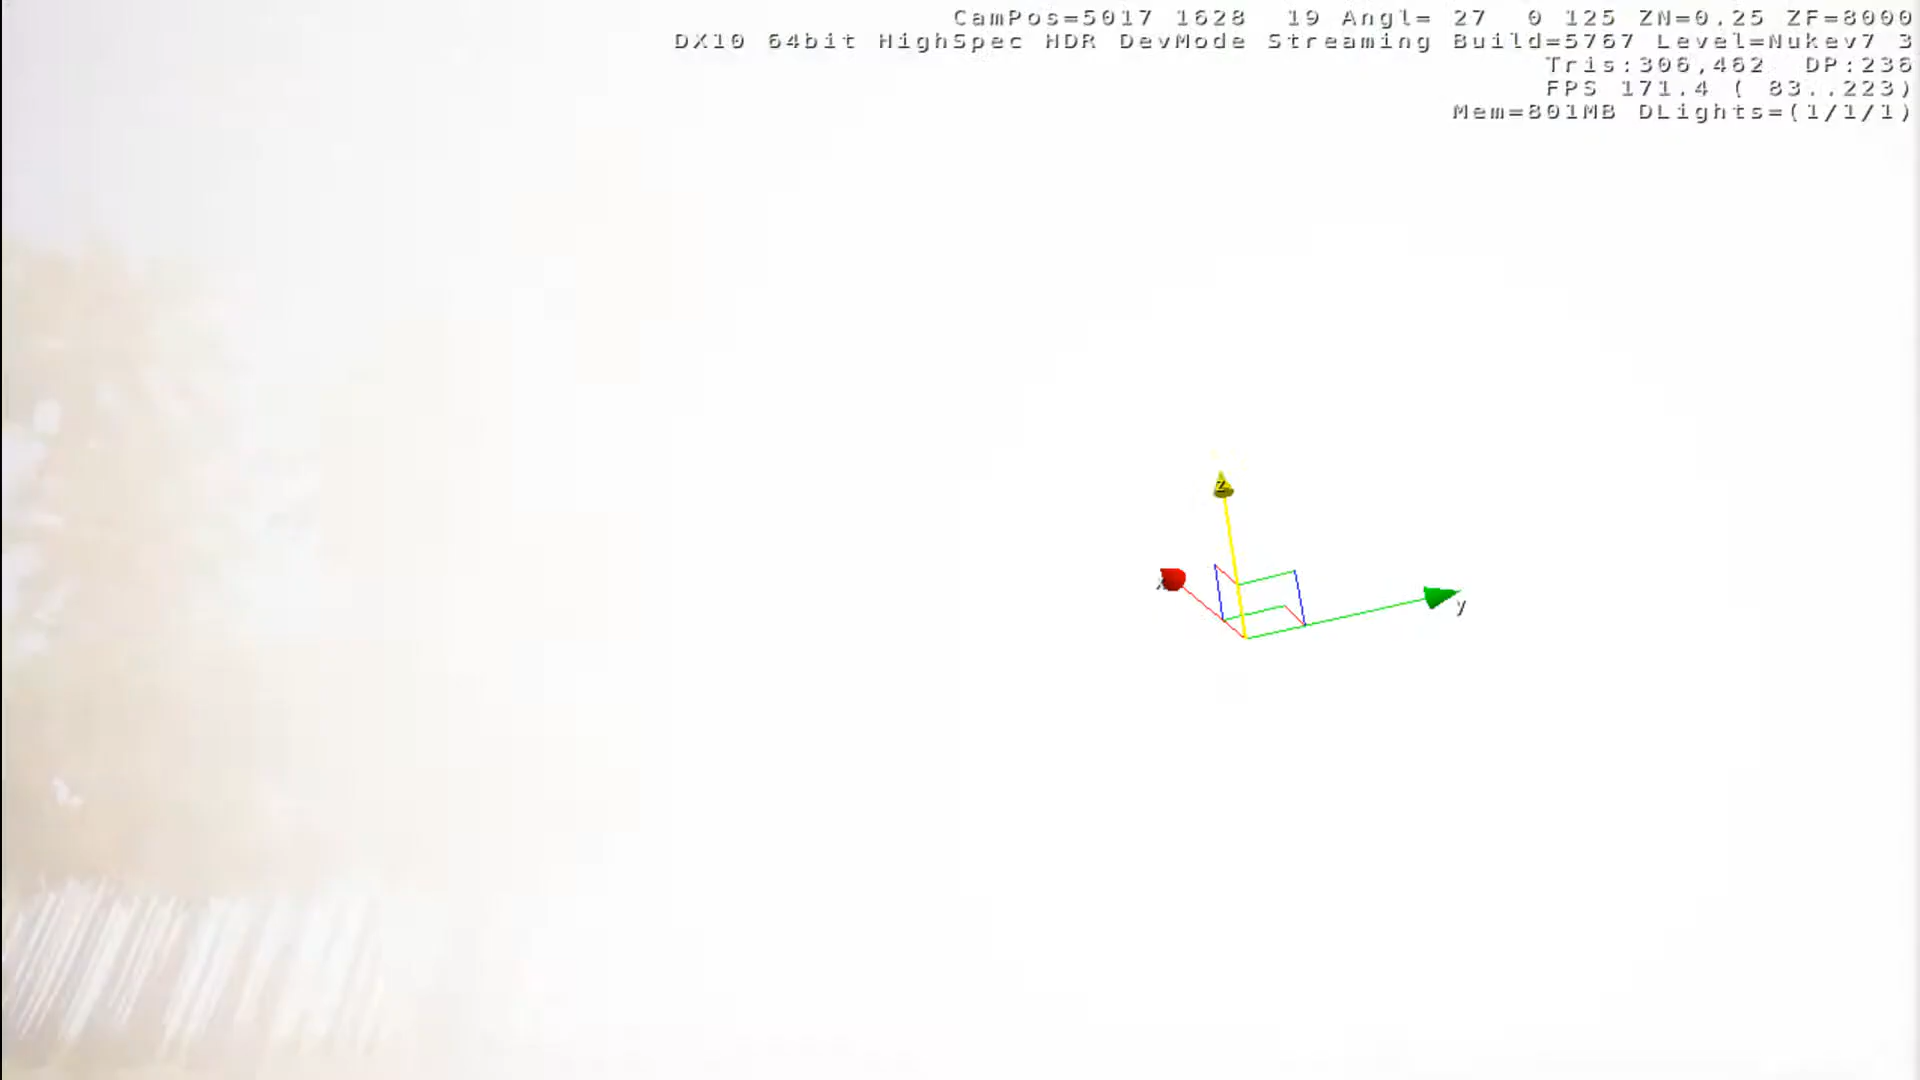 CamPos=5017 1628 19 Angl= 27 0 125 ZN=0.25 ZF=8000
DX10 64bit HighSpec HDR DevMode Streaming Build=5767 Level=Nukev7 3
Tris:306,462 DP:236
FPS 171.4 ( 83..223)
Mem=801MB DLights=(1/1/1)
z
x
y